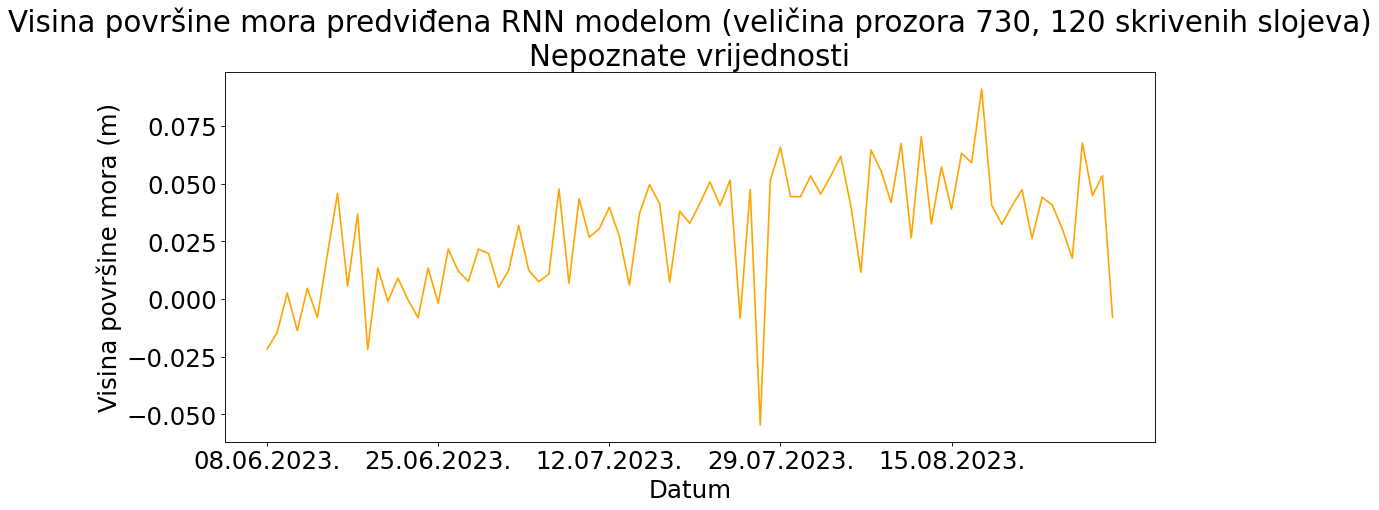 Visina površine mora predviđena RNN modelom (veličina prozora 730, 120 skrivenih slojeva)
Nepoznate vrijednosti
Visina površine mora (m)
0.075
0.050
0.025
0.000
−0.025
−0.050
08.06.2023. 25.06.2023. 12.07.2023. 29.07.2023. 15.08.2023.
Datum